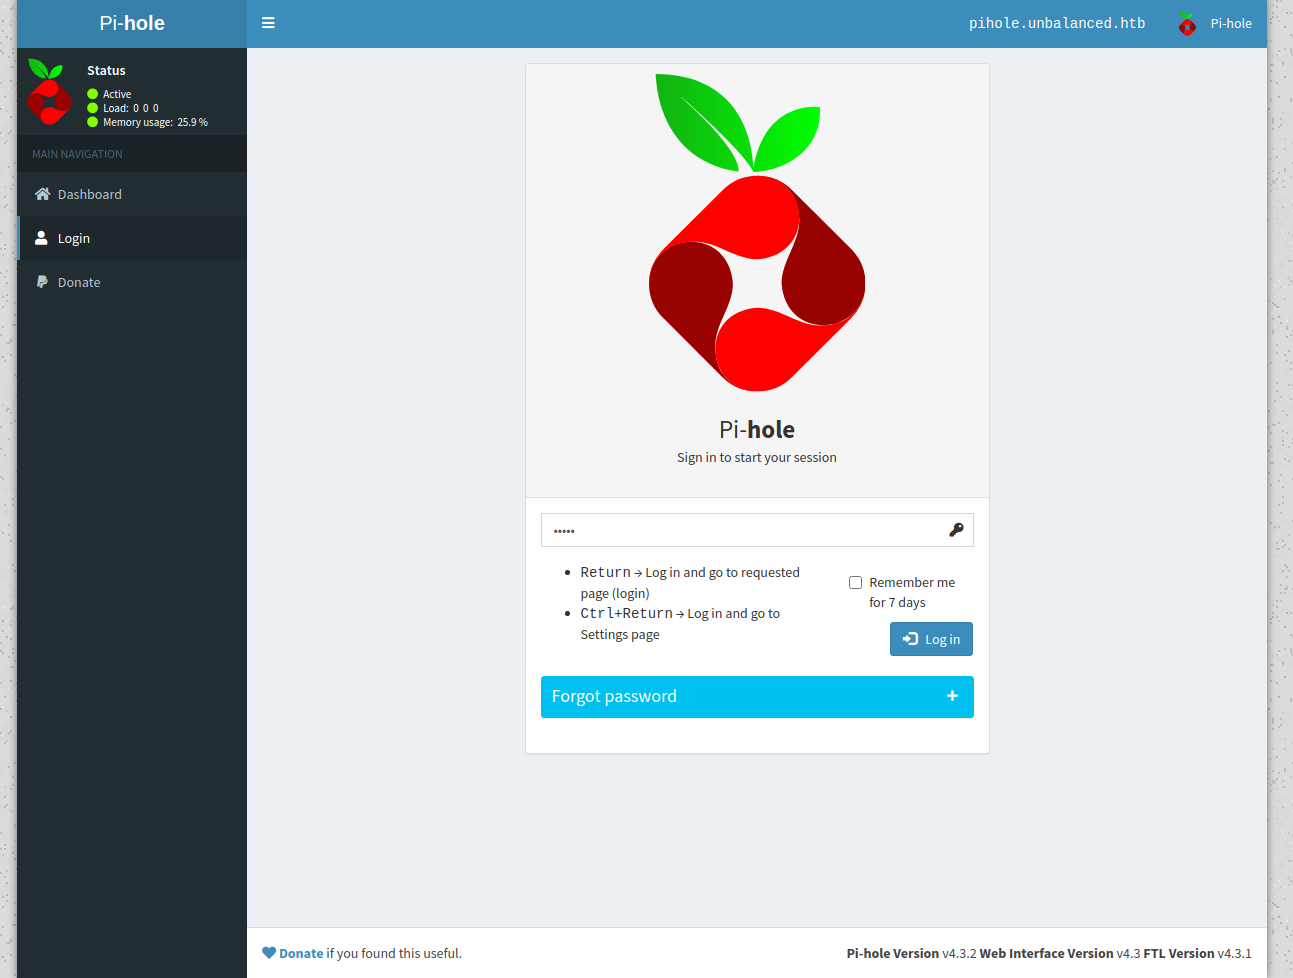 Pi-hole
pihole.unbalanced.htb
Pi-hole
Status
Active
Load: 0 0 0
Memory usage: 25.9 %
MAIN NAVIGATION
Dashboard
Login
Donate
Pi-hole
Sign in to start your session
•••••
Return → Log in and go to requested
page (login)
Ctrl+Return → Log in and go to
Settings page
Remember me
for 7 days
Log in
Forgot password
Donate if you found this useful.
Pi-hole Version v4.3.2 Web Interface Version v4.3 FTL Version v4.3.1